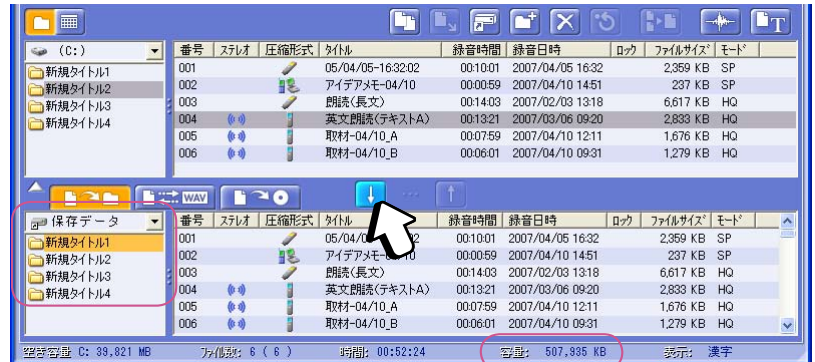 (C:)
新規タイトル1
新規タイトル2
新規タイトル3
新規タイトル4
番号 ステレオ 圧縮形式 タイトル 録音時間 録音日時 ロック ファイルサイズ モード
001 05/04/05-16:32:02 00:10:01 2007/04/05 16:32 2,359 KB SP
002 アイデアメモ-04/10 00:00:59 2007/04/10 14:51 237 KB SP
003 朗読(長文) 00:14:03 2007/02/03 13:18 6,617 KB HQ
004 英文朗読(テキストA) 00:13:21 2007/03/06 09:20 2,833 KB HQ
005 取材-04/10_A 00:07:59 2007/04/10 12:11 1,676 KB HQ
006 取材-04/10_B 00:06:01 2007/04/10 09:31 1,279 KB HQ
WAV
保存データ
新規タイトル1
新規タイトル2
新規タイトル3
新規タイトル4
番号 ステレオ 圧縮形式 タイトル 録音時間 録音日時 ロック ファイルサイズ モード
001 05/04/ 02 00:10:01 2007/04/05 16:32 2,359 KB SP
002 アイデアメモ- 10 00:00:59 2007/04/10 14:51 237 KB SP
003 朗読(長文) 00:14:03 2007/02/03 13:18 6,617 KB HQ
004 英文朗読(テキストA) 00:13:21 2007/03/06 09:20 2,833 KB HQ
005 取材-04/10_A 00:07:59 2007/04/10 12:11 1,676 KB HQ
006 取材-04/10_B 00:06:01 2007/04/10 09:31 1,279 KB HQ
空き容量 C: 39,821 MB ファイル数: 6 ( 6 ) 時間: 00:52:24 容量: 507,935 KB 表示: 漢字